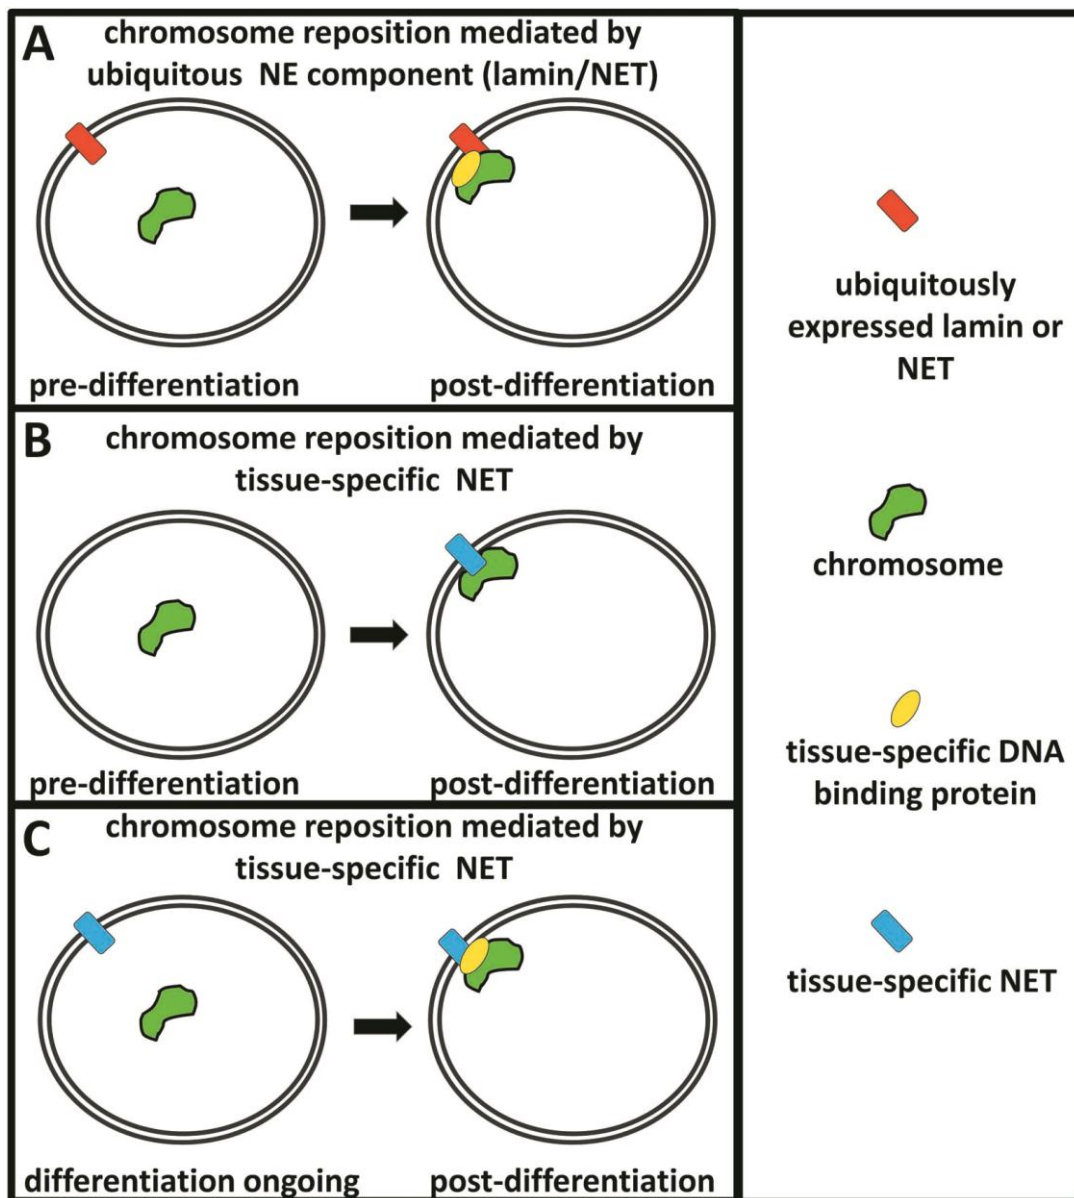 A
chromosome reposition mediated by
ubiquitous NE component (lamin/NET)
pre-differentiation
post-differentiation
B
chromosome reposition mediated by
tissue-specific NET
pre-differentiation
post-differentiation
C
chromosome reposition mediated by
tissue-specific NET
differentiation ongoing
post-differentiation
ubiquitously
expressed lamin or
NET
chromosome
tissue-specific DNA
binding protein
tissue-specific NET